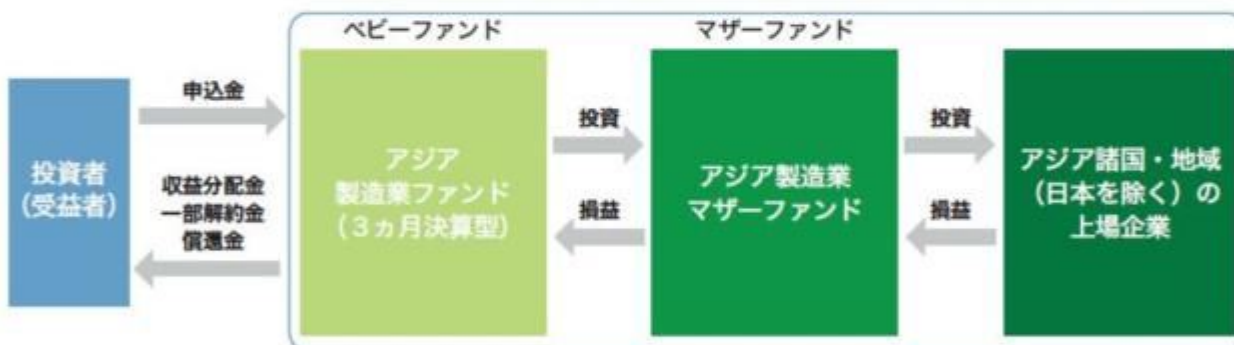 ベビーファンド
マザーファンド
投資者
(受益者)
申込金
収益分配金
一部解約金
償還金
アジア
製造業ファンド
(3ヵ月決算型)
投資
損益
アジア製造業
マザーファンド
投資
損益
アジア諸国・地域
(日本を除く)の
上場企業